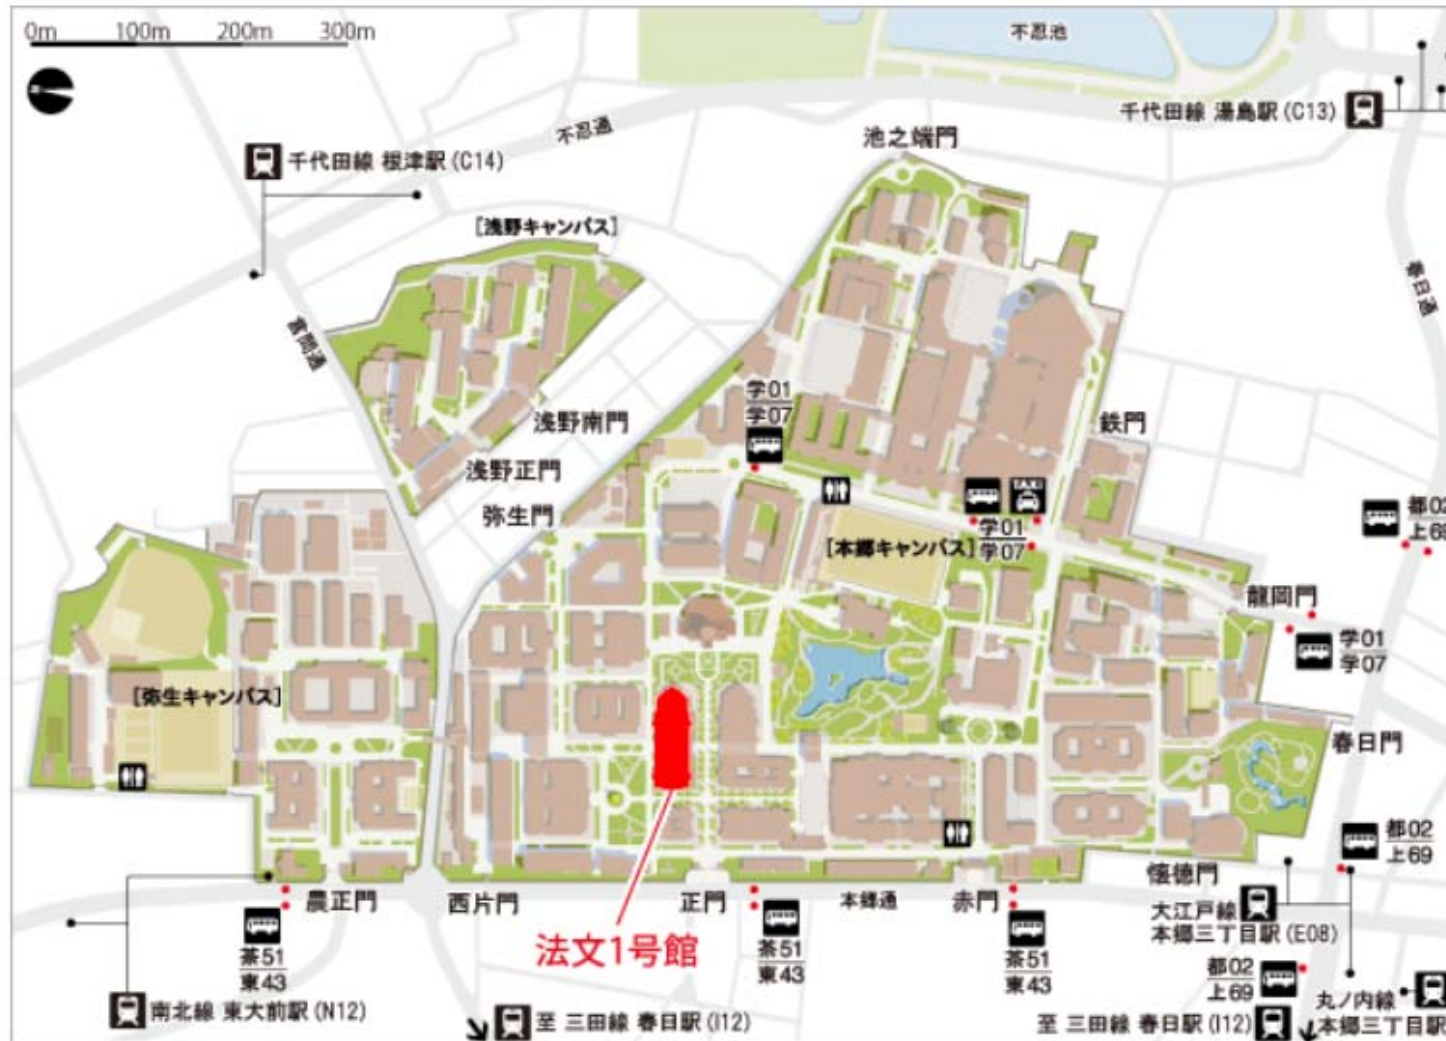 0m 100m 200m 300m
不忍池
千代田線 湯島駅(C13)
不忍通
池之端門
千代田線 根津駅(C14)
[浅野キャンパス]
春日通
言問通
学01
学07
浅野南門
鉄門
浅野正門
TAXI
弥生門
学01
学07
[本郷キャンパス]
都02
上69
龍岡門
学01
学07
[弥生キャンパス]
春日門
都02
上69
懐徳門
農正門
西片門
正門
本郷通
赤門
大江戸線
本郷三丁目駅(E08)
法文1号館
茶51
東43
茶51
東43
茶51
東43
都02
上69
南北線 東大前駅(N12)
至 三田線 春日駅(I12)
至 三田線 春日駅(I12)
丸ノ内線
本郷三丁目駅